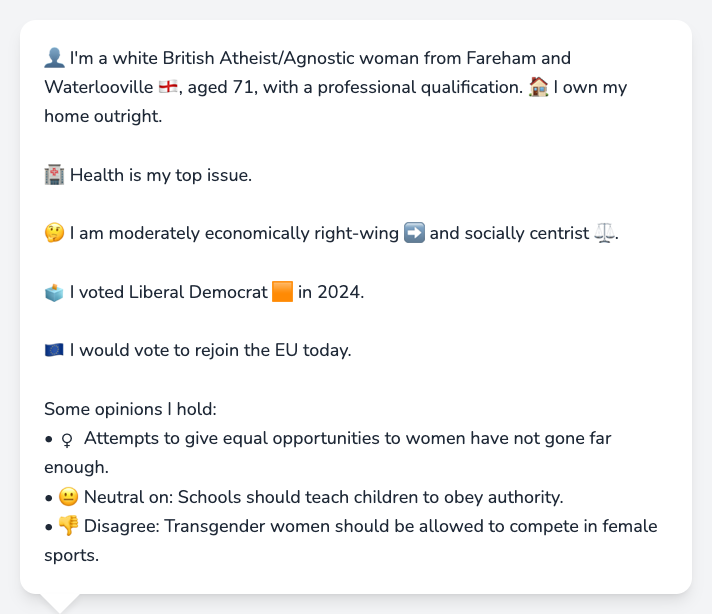 👤 I'm a white British Atheist/Agnostic woman from Fareham and
Waterlooville 🏴󠁧󠁢󠁥󠁮󠁧󠁿, aged 71, with a professional qualification. 🏠 I own my
home outright.
🏥 Health is my top issue.
🤔 I am moderately economically right-wing ➡️ and socially centrist ⚖️.
🗳️ I voted Liberal Democrat 🟧 in 2024.
🇪🇺 I would vote to rejoin the EU today.
Some opinions I hold:
• ♀️ Attempts to give equal opportunities to women have not gone far
enough.
• 😐 Neutral on: Schools should teach children to obey authority.
• 👎 Disagree: Transgender women should be allowed to compete in female
sports.